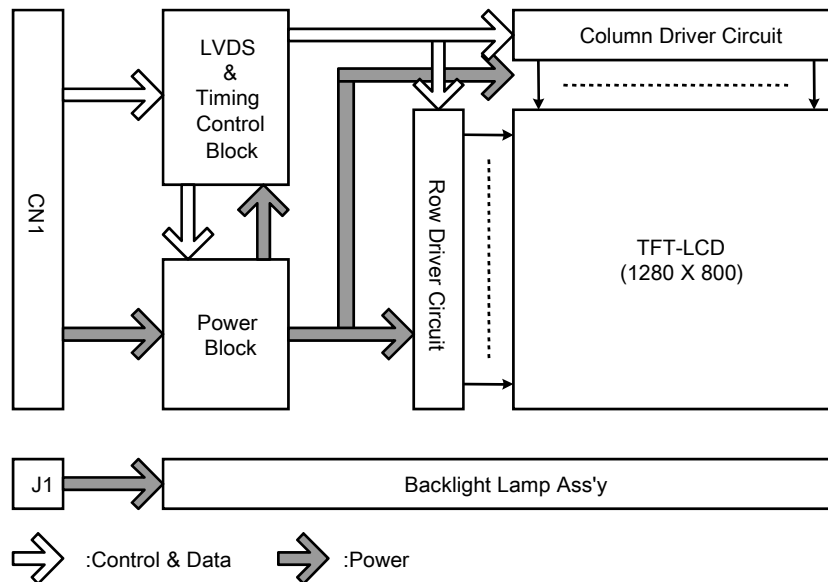 LVDS
&
Timing
Control
Block
Column Driver Circuit
CN1
Row Driver Circuit
TFT-LCD
(1280 X 800)
Power
Block
J1
Backlight Lamp Ass'y
:Control & Data
:Power